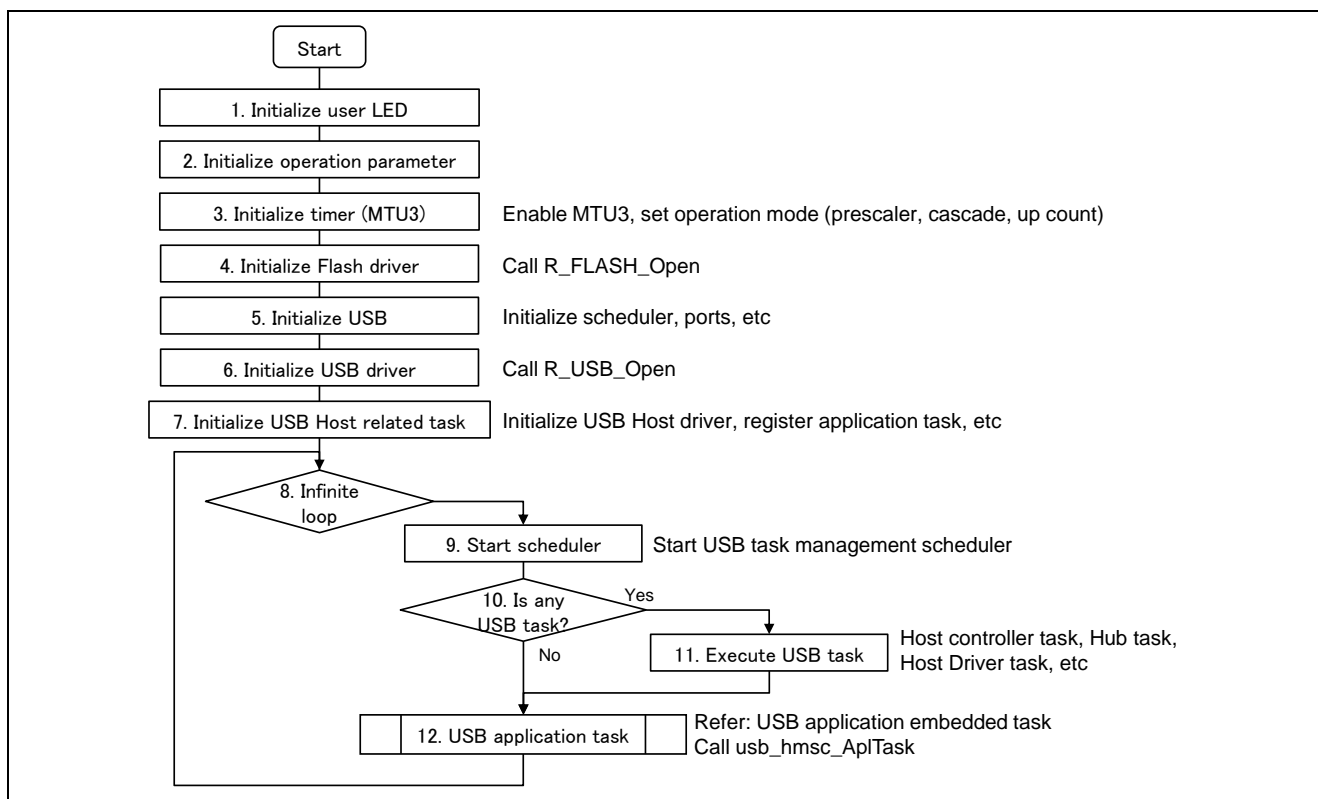 Start
1. Initialize user LED
2. Initialize operation parameter
3. Initialize timer (MTU3)
Enable MTU3, set operation mode (prescaler, cascade, up count)
4. Initialize Flash driver
Call R_FLASH_Open
5. Initialize USB
Initialize scheduler, ports, etc
6. Initialize USB driver
Call R_USB_Open
7. Initialize USB Host related task
Initialize USB Host driver, register application task, etc
8. Infinite
loop
9. Start scheduler
Start USB task management scheduler
10. Is any
USB task?
Yes
No
11. Execute USB task
Host controller task, Hub task,
Host Driver task, etc
12. USB application task
Refer: USB application embedded task
Call usb_hmsc_AplTask